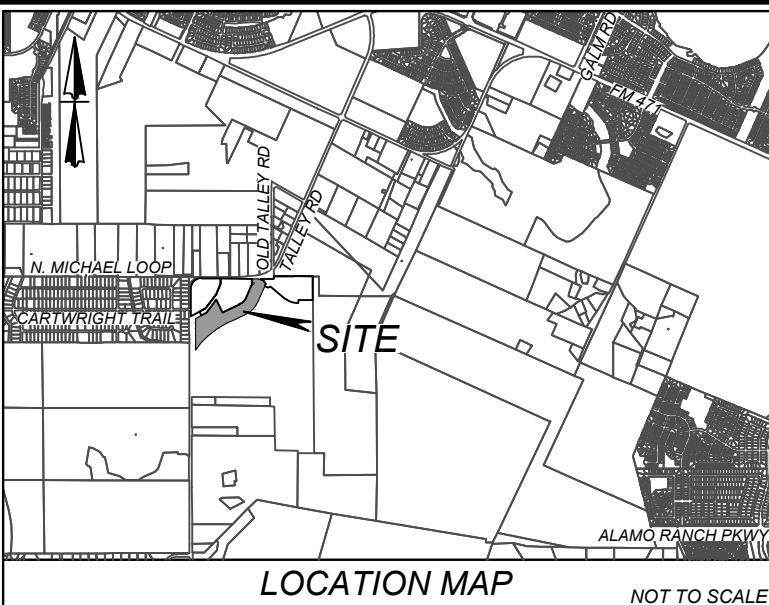 GALM RD
FM 471
OLD TALLEY RD
TALLEY RD
N. MICHAEL LOOP
CARTWRIGHT TRAIL
SITE
ALAMO RANCH PKWY
LOCATION MAP
NOT TO SCALE